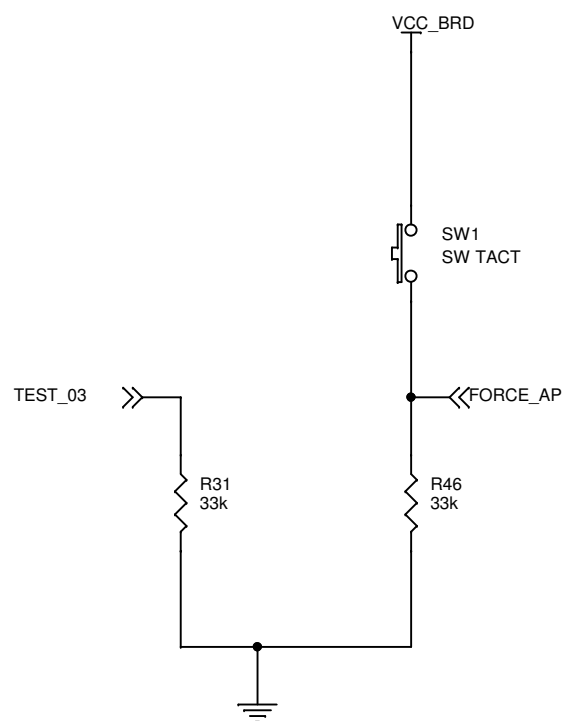 VCC_BRD
SW1
SW TACT
TEST_03
FORCE_AP
R31
33k
R46
33k